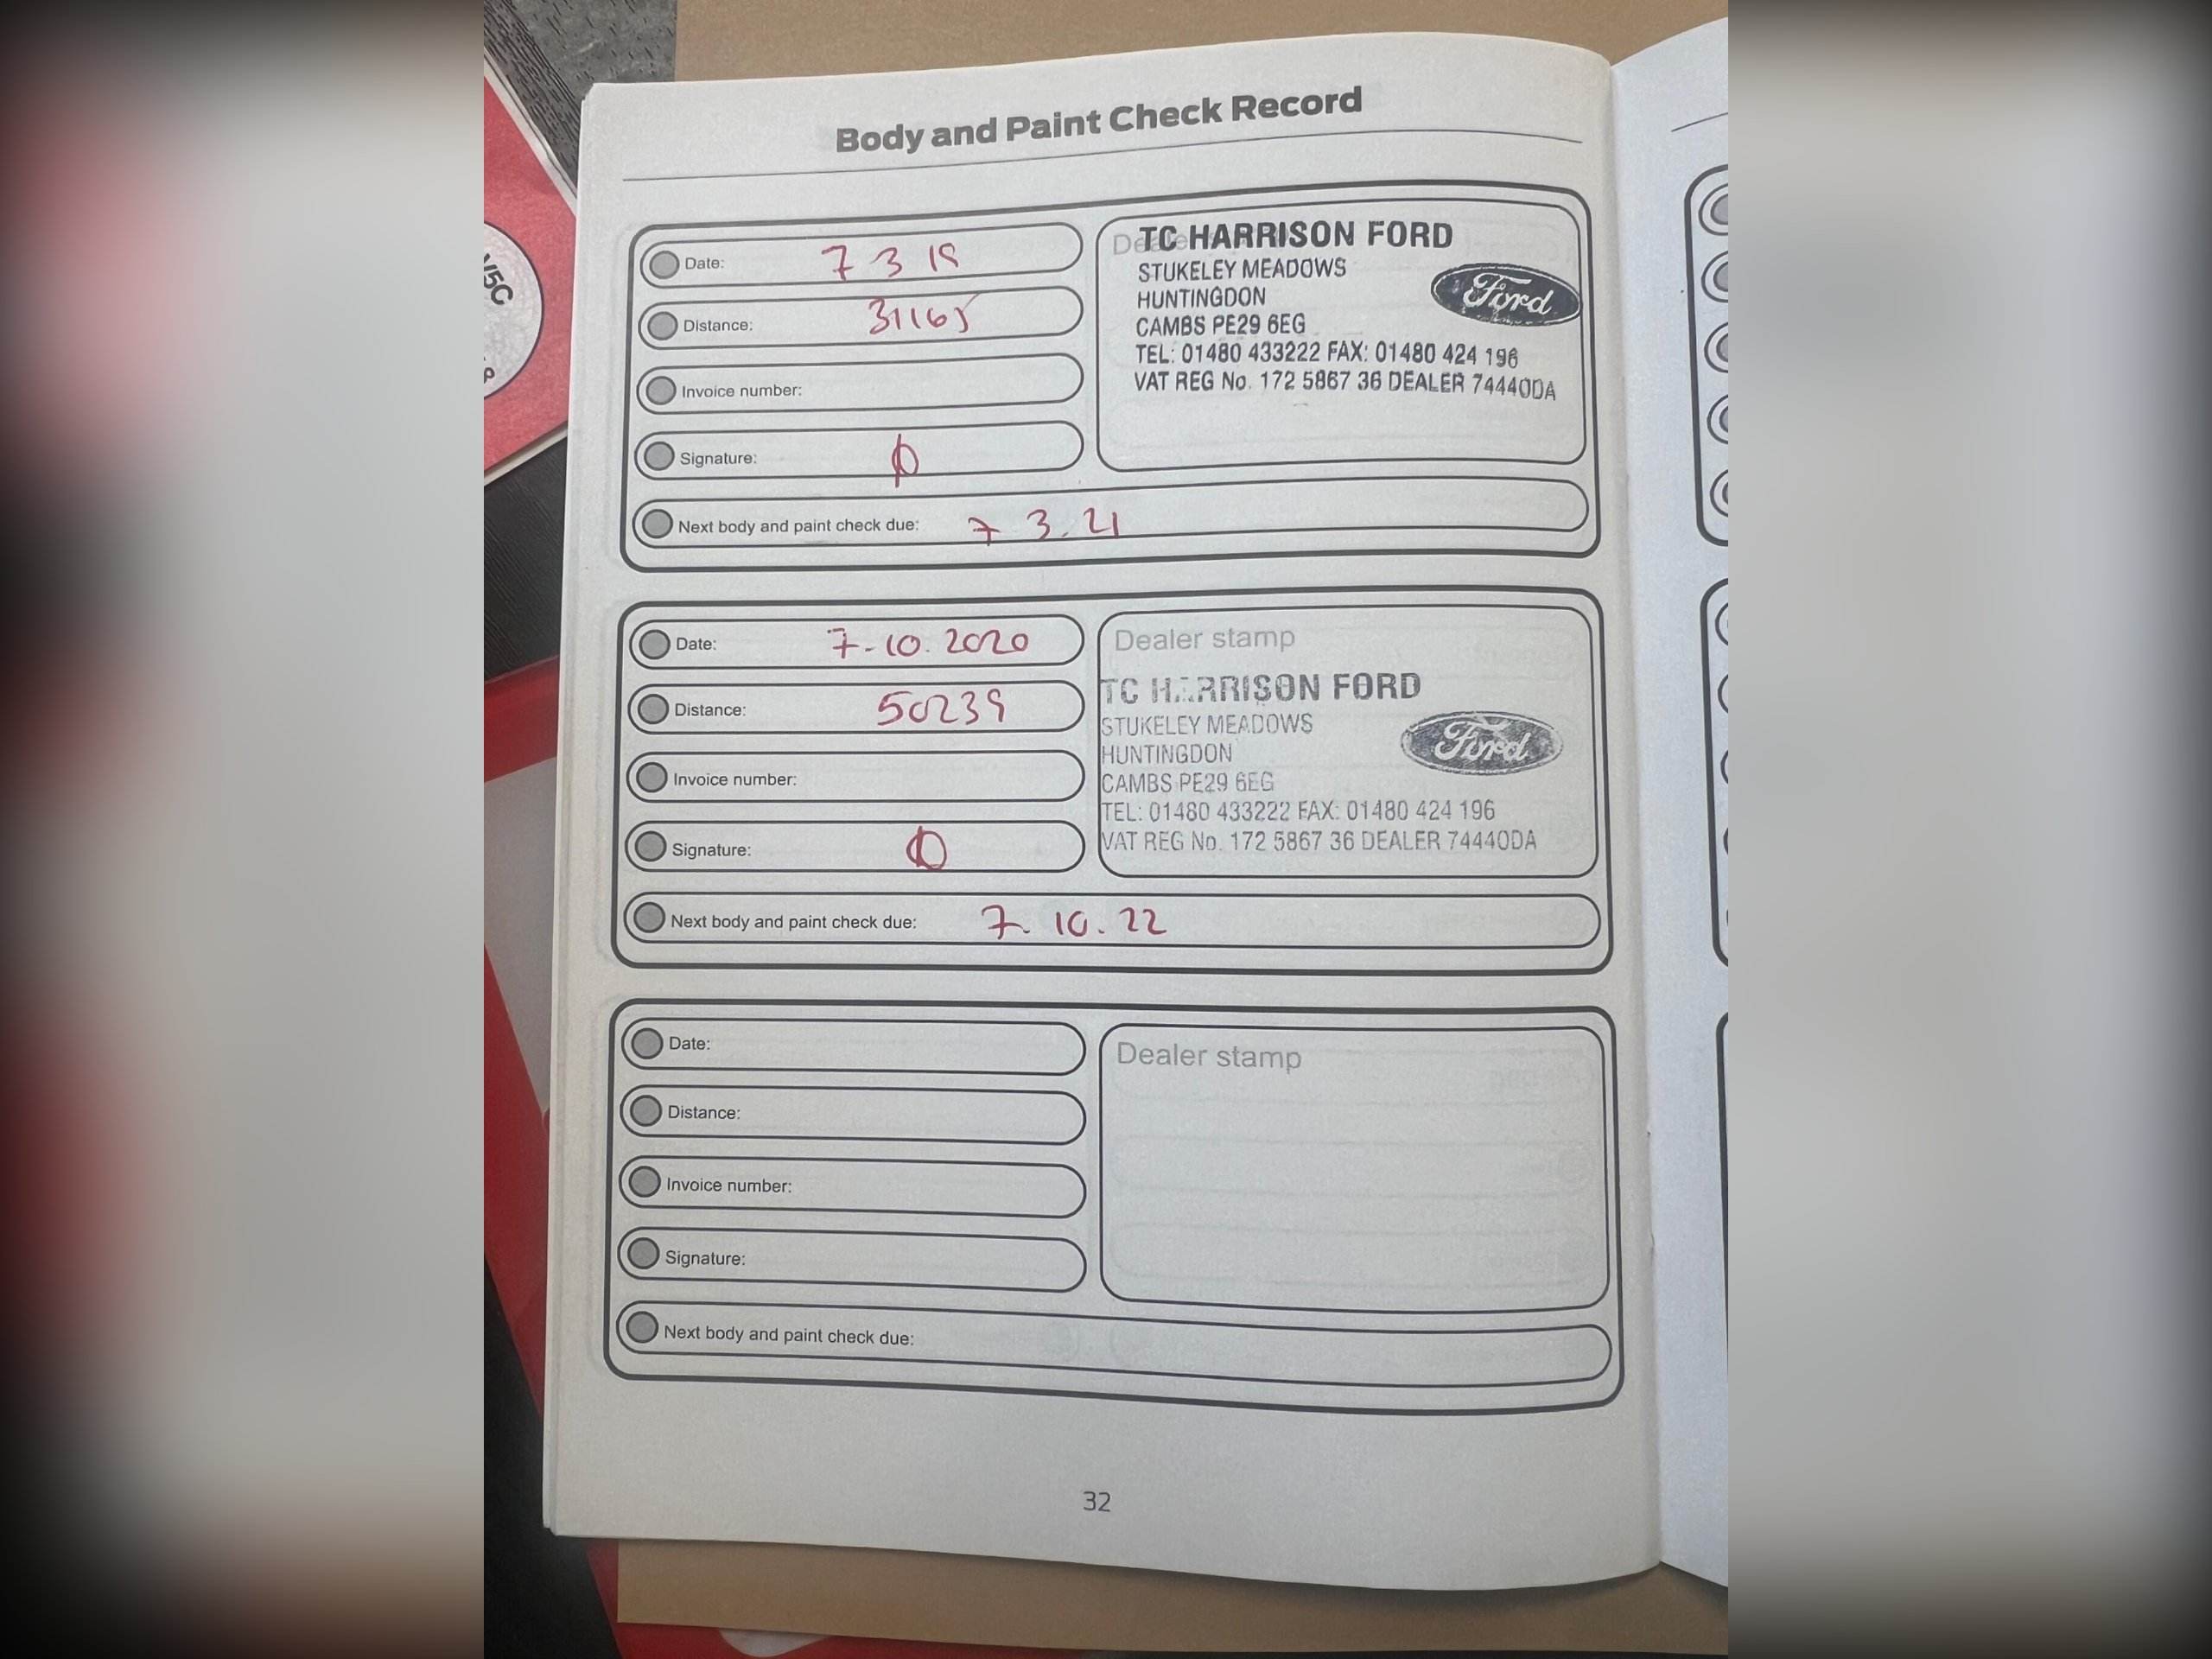 V5C
Body and Paint Check Record
Date: 7 3 19
Distance: 31165
Invoice number:
Signature:
Next body and paint check due: 7 3. 21
TC HARRISON FORD
STUKELEY MEADOWS
HUNTINGDON
CAMBS PE29 6EG
TEL: 01480 433222 FAX: 01480 424 196
VAT REG No. 172 5867 36 DEALER 74440DA
Ford
Date: 7-10.2020
Distance: 50239
Invoice number:
Signature:
Next body and paint check due: 7. 10. 22
Dealer stamp
TC HARRISON FORD
STUKELEY MEADOWS
HUNTINGDON
CAMBS PE29 6EG
TEL: 01480 433222 FAX: 01480 424 196
VAT REG No. 172 5867 36 DEALER 74440DA
Ford
Date:
Distance:
Invoice number:
Signature:
Next body and paint check due:
Dealer stamp
32